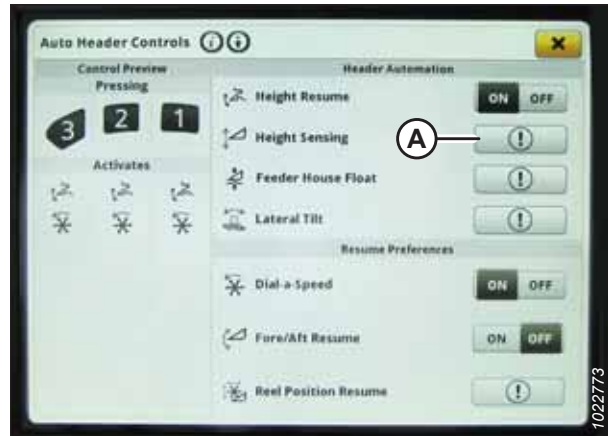 Auto Header Controls
Control Preview
Pressing
3 2 1
Activates
Header Automation
Height Resume ON OFF
A
Height Sensing
Feeder House Float
Lateral Tilt
Resume Preferences
Dial-a-Speed ON OFF
Fore/Aft Resume ON OFF
Reel Position Resume
1022773